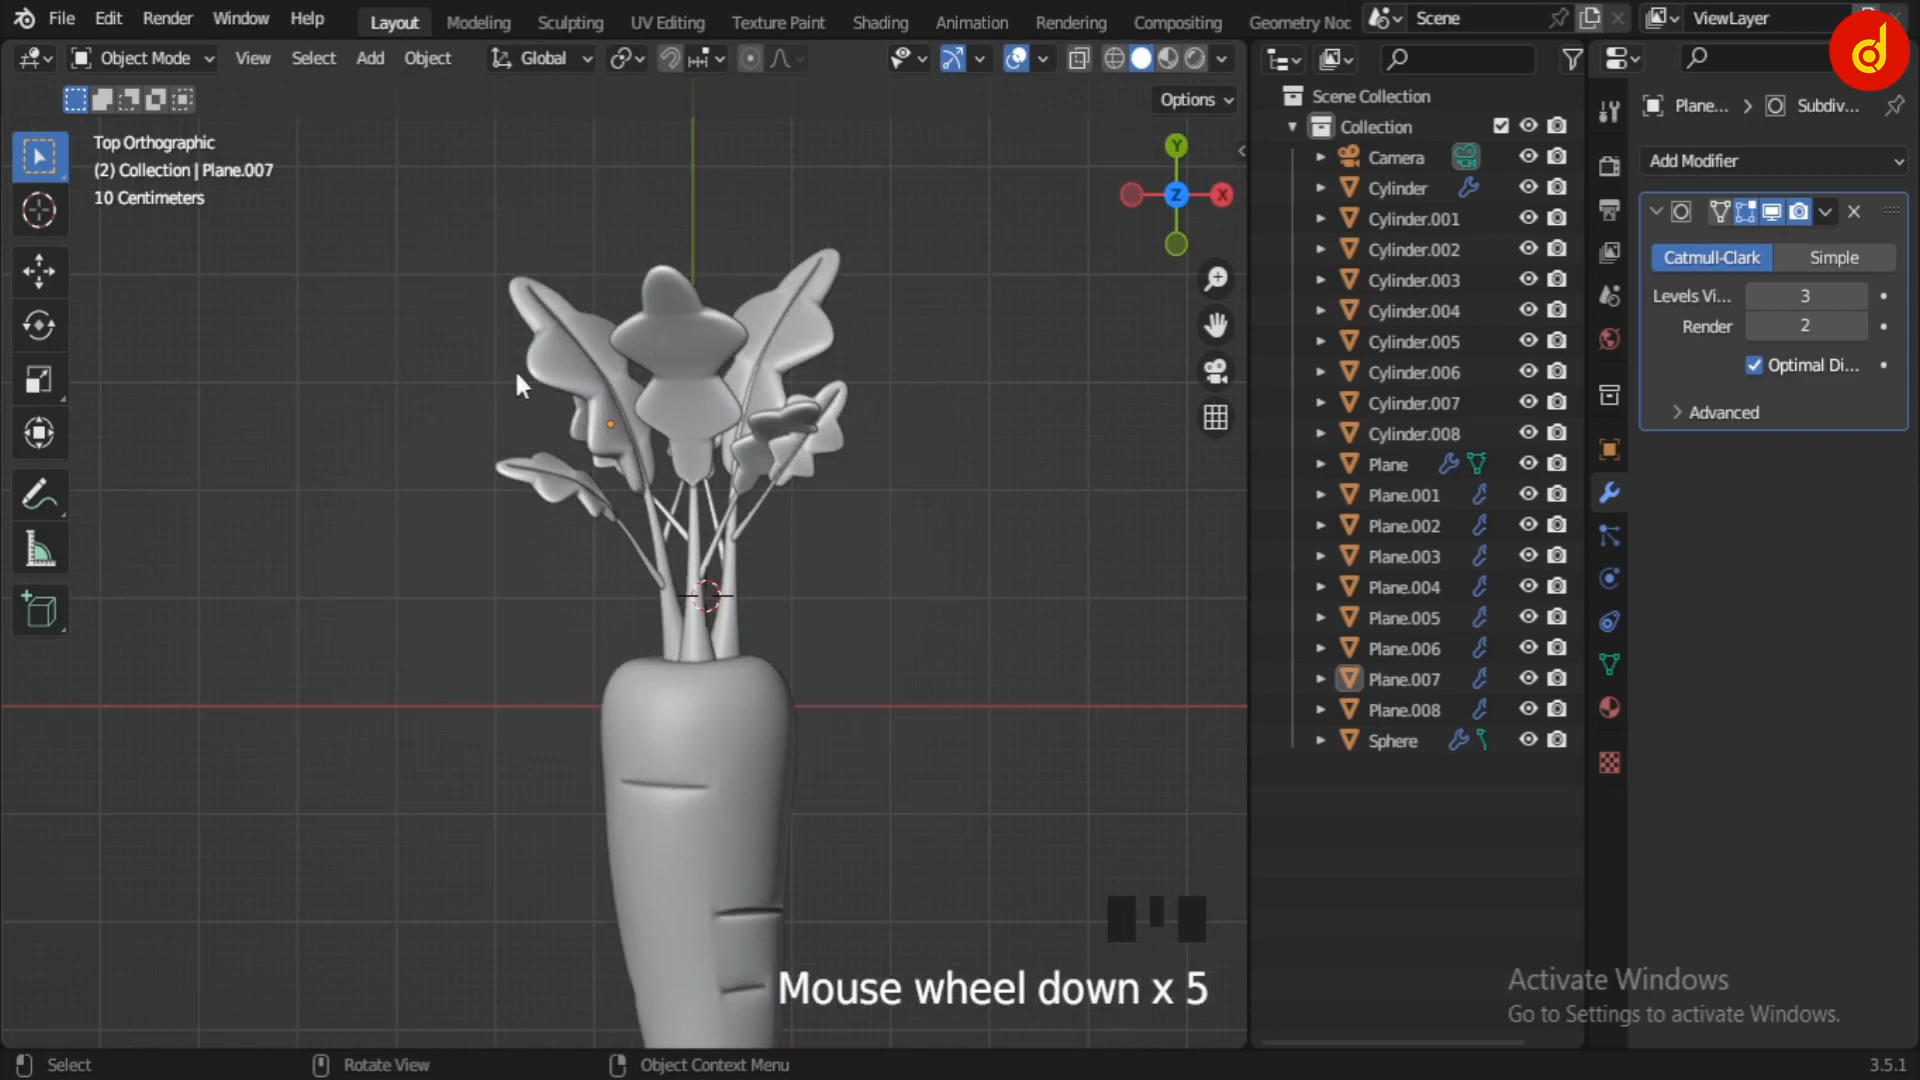 File Edit Render Window Help Layout Modeling Sculpting UV Editing Texture Paint Shading Animation Rendering Compositing Geometry Noc Scene ViewLayer
Object Mode View Select Add Object Global
Options
Top Orthographic
(2) Collection | Plane.007
10 Centimeters
Y
Z X
Scene Collection
Collection
Camera
Cylinder
Cylinder.001
Cylinder.002
Cylinder.003
Cylinder.004
Cylinder.005
Cylinder.006
Cylinder.007
Cylinder.008
Plane
Plane.001
Plane.002
Plane.003
Plane.004
Plane.005
Plane.006
Plane.007
Plane.008
Sphere
Plane... Subdiv...
Add Modifier
Catmull-Clark Simple
Levels Vi... 3
Render 2
Optimal Di...
Advanced
Mouse wheel down x 5
Activate Windows
Go to Settings to activate Windows.
Select Rotate View Object Context Menu 3.5.1